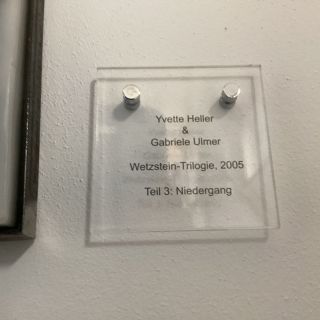 Yvette Heller
&
Gabriele Ulmer
Wetzstein-Trilogie, 2005
Teil 3: Niedergang